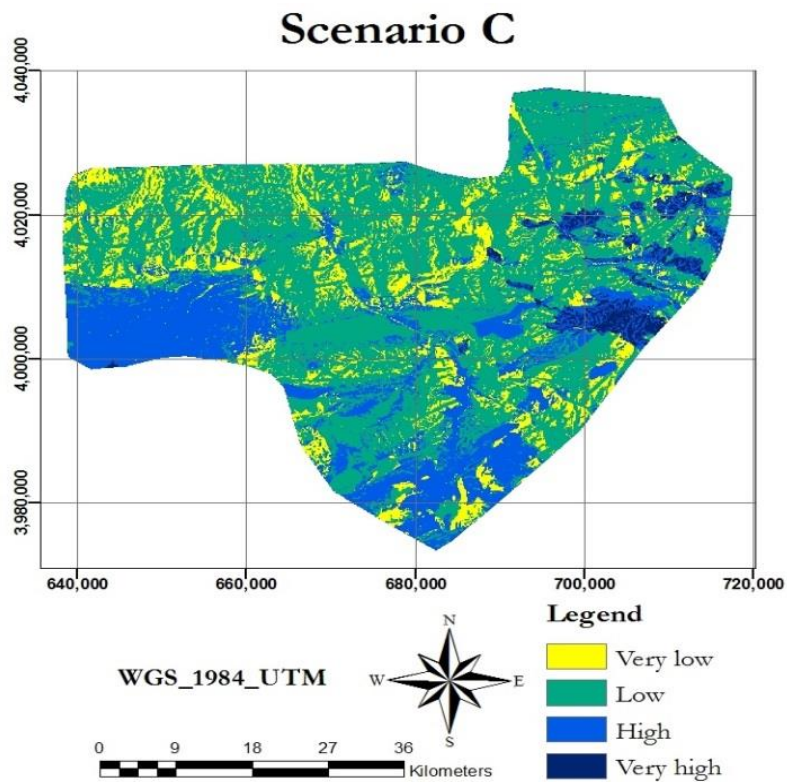 Scenario C
4,040,000
4,020,000
4,000,000
3,980,000
640,000 660,000 680,000 700,000 720,000
Legend
Very low
Low
High
Very high
WGS_1984_UTM
N
W E
S
0 9 18 27 36
Kilometers